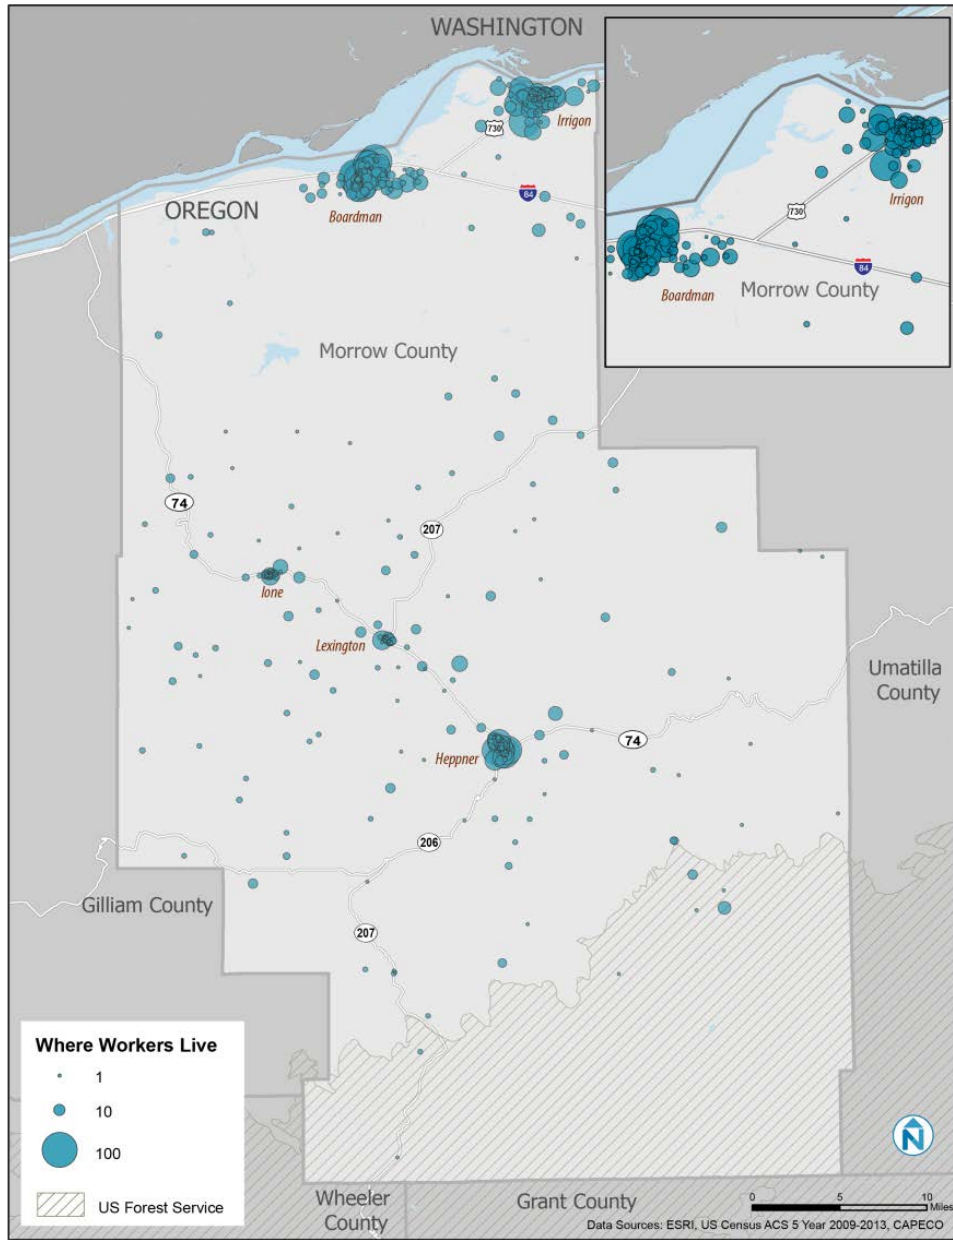 WASHINGTON
Irrigon
730
84
Boardman
OREGON
Morrow County
Irrigon
730
84
Boardman
Morrow County
74
207
Ione
Lexington
Umatilla
County
Heppner
74
206
Gilliam County
207
Where Workers Live
1
10
100
US Forest Service
N
Wheeler
County
Grant County
0 5 10
Miles
Data Sources: ESRI, US Census ACS 5 Year 2009-2013, CAPECO